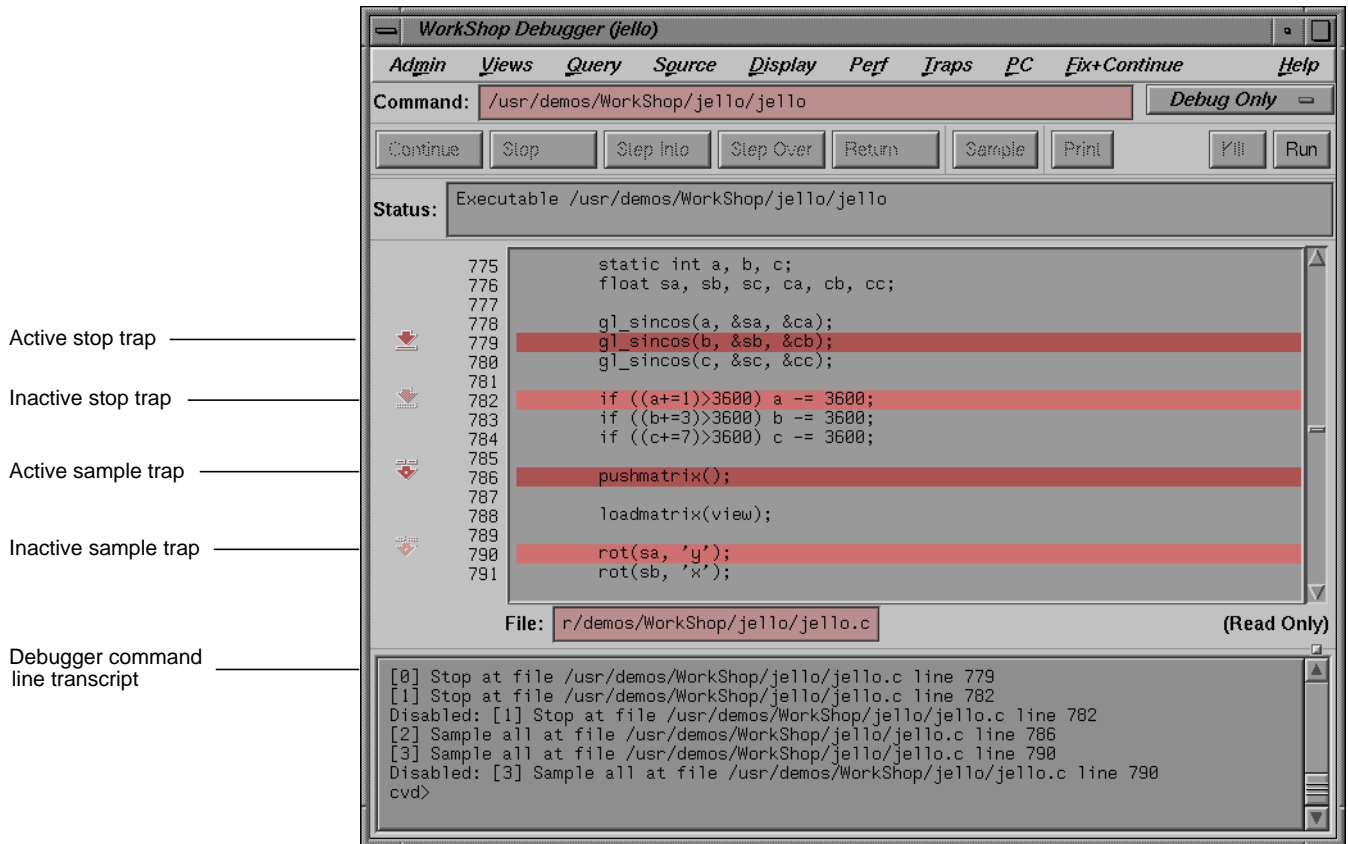 WorkShop Debugger (jello)
Admin Views Query Source Display Perf Traps PC Fix+Continue Help
Command: /usr/demos/WorkShop/jello/jello Debug Only
Continue Stop Step Into Step Over Return Sample Print Kill Run
Status: Executable /usr/demos/WorkShop/jello/jello
775 static int a, b, c;
776 float sa, sb, sc, ca, cb, cc;
777
778 gl_sincos(a, &sa, &ca);
Active stop trap
779 gl_sincos(b, &sb, &cb);
780 gl_sincos(c, &sc, &cc);
781
Inactive stop trap
782 if ((a+=1)>3600) a -= 3600;
783 if ((b+=3)>3600) b -= 3600;
784 if ((c+=7)>3600) c -= 3600;
785
Active sample trap
786 pushmatrix();
787
788 loadmatrix(view);
789
Inactive sample trap
790 rot(sa, 'y');
791 rot(sb, 'x');
File: r/demos/WorkShop/jello/jello.c (Read Only)
Debugger command
line transcript
[0] Stop at file /usr/demos/WorkShop/jello/jello.c line 779
[1] Stop at file /usr/demos/WorkShop/jello/jello.c line 782
Disabled: [1] Stop at file /usr/demos/WorkShop/jello/jello.c line 782
[2] Sample all at file /usr/demos/WorkShop/jello/jello.c line 786
[3] Sample all at file /usr/demos/WorkShop/jello/jello.c line 790
Disabled: [3] Sample all at file /usr/demos/WorkShop/jello/jello.c line 790
cvd>